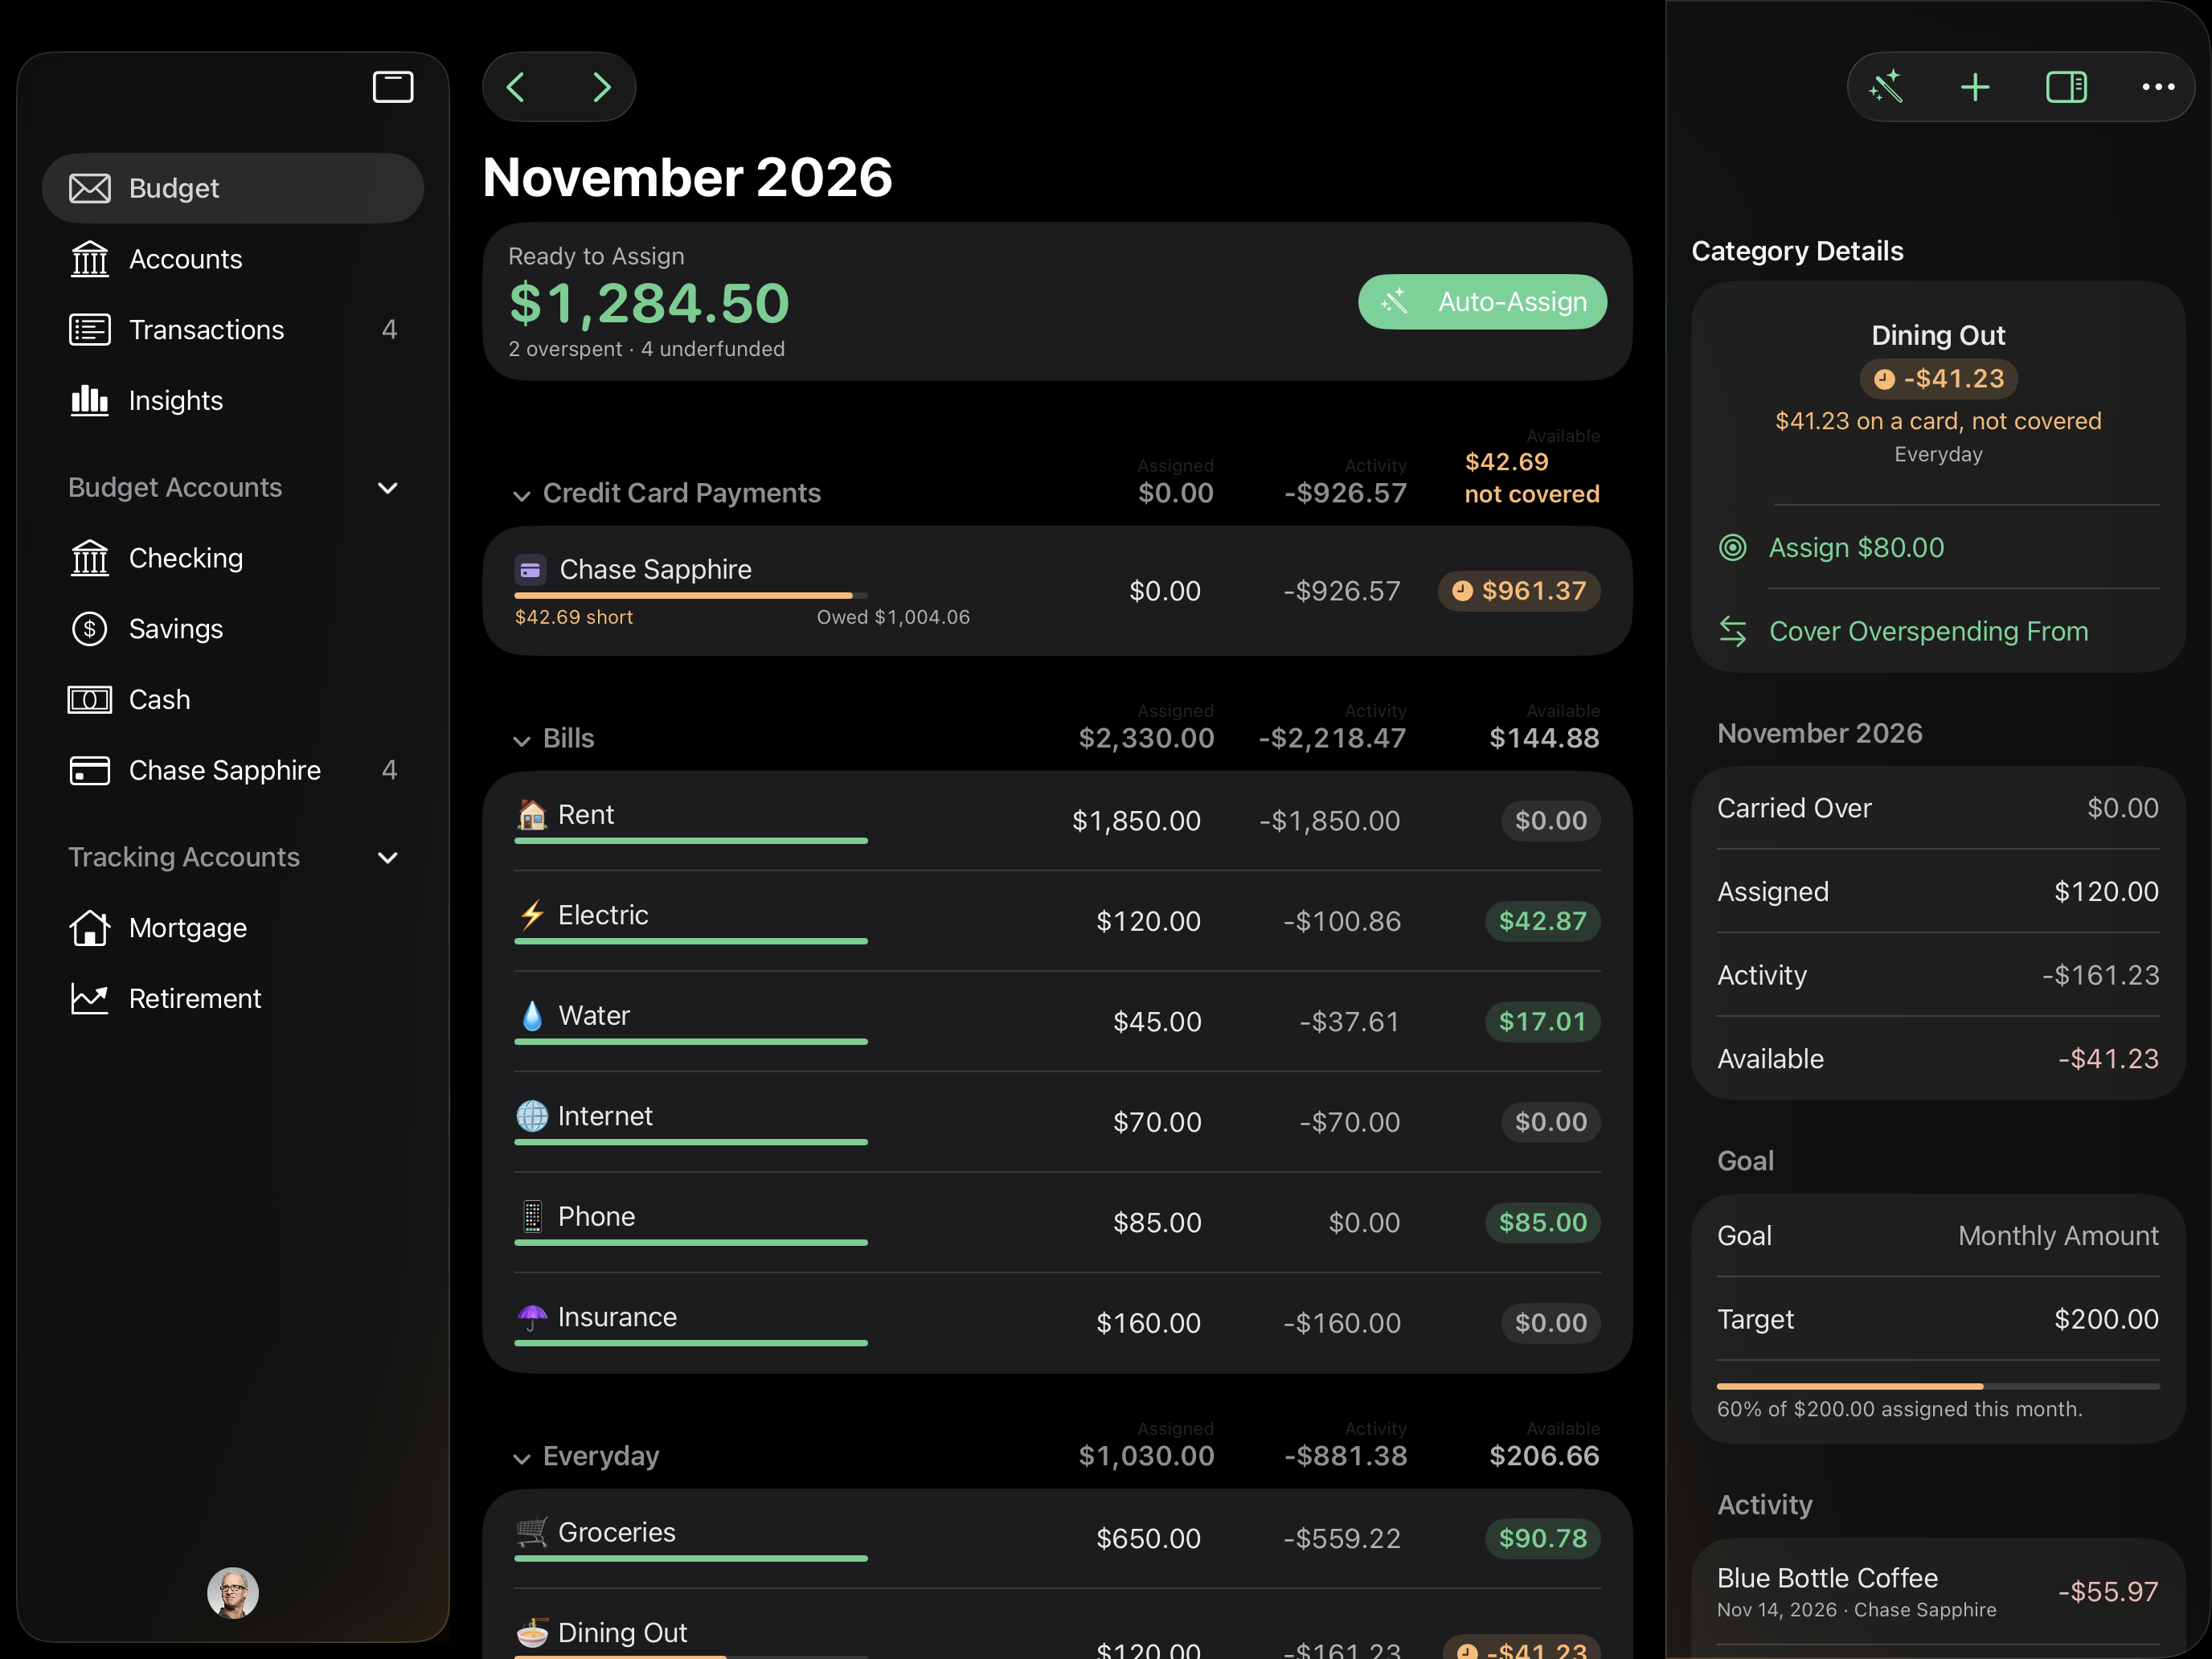 Budget
Accounts
Transactions 4
Insights
Budget Accounts
Checking
Savings
Cash
Chase Sapphire 4
Tracking Accounts
Mortgage
Retirement
November 2026
Ready to Assign
$1,284.50
2 overspent · 4 underfunded
Auto-Assign
Credit Card Payments
Assigned
$0.00
Activity
-$926.57
Available
$42.69
not covered
Chase Sapphire
$42.69 short
Owed $1,004.06
$0.00
-$926.57
$961.37
Bills
Assigned
$2,330.00
Activity
-$2,218.47
Available
$144.88
Rent $1,850.00 -$1,850.00 $0.00
Electric $120.00 -$100.86 $42.87
Water $45.00 -$37.61 $17.01
Internet $70.00 -$70.00 $0.00
Phone $85.00 $0.00 $85.00
Insurance $160.00 -$160.00 $0.00
Everyday
Assigned
$1,030.00
Activity
-$881.38
Available
$206.66
Groceries $650.00 -$559.22 $90.78
Dining Out $120.00 -$161.23 -$41.23
Category Details
Dining Out
-$41.23
$41.23 on a card, not covered
Everyday
Assign $80.00
Cover Overspending From
November 2026
Carried Over $0.00
Assigned $120.00
Activity -$161.23
Available -$41.23
Goal
Goal Monthly Amount
Target $200.00
60% of $200.00 assigned this month.
Activity
Blue Bottle Coffee
Nov 14, 2026 · Chase Sapphire
-$55.97